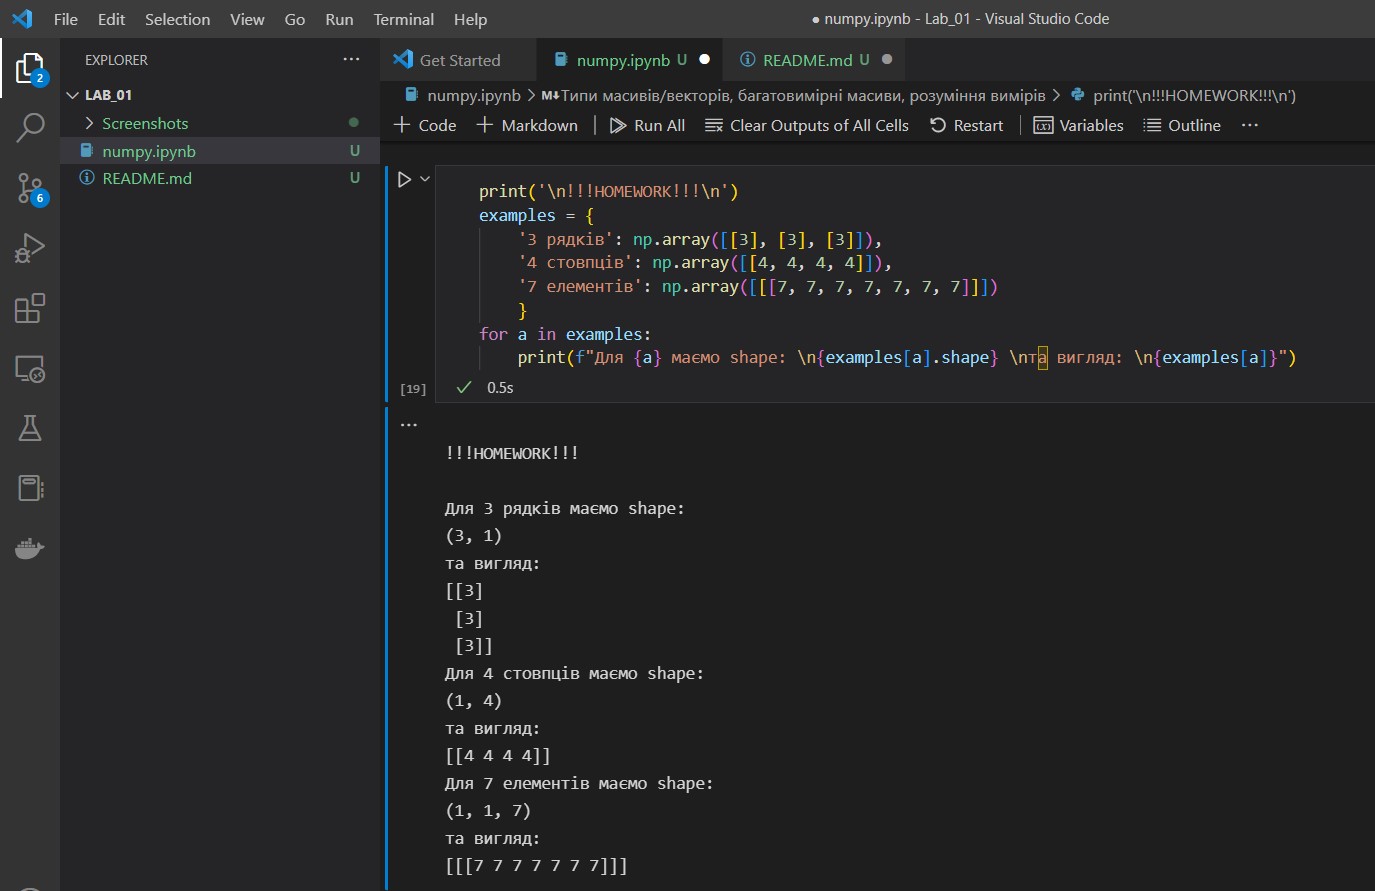 File Edit Selection View Go Run Terminal Help ● numpy.ipynb - Lab_01 - Visual Studio Code
EXPLORER ···
Get Started numpy.ipynb U ● README.md U ●
LAB_01
Screenshots
numpy.ipynb U
README.md U
2
6
numpy.ipynb > M↓Типи масивів/векторів, багатовимірні масиви, розуміння вимірів > print('\n!!!HOMEWORK!!!\n')
+ Code + Markdown | Run All Clear Outputs of All Cells Restart | Variables Outline ···
print('\n!!!HOMEWORK!!!\n')
examples = {
'3 рядків': np.array([[3], [3], [3]]),
'4 стовпців': np.array([[4, 4, 4, 4]]),
'7 елементів': np.array([[[7, 7, 7, 7, 7, 7, 7]]])
}
for a in examples:
print(f"Для {a} маємо shape: \n{examples[a].shape} \nта вигляд: \n{examples[a]}")
[19] ✓ 0.5s
···
!!!HOMEWORK!!!
Для 3 рядків маємо shape:
(3, 1)
та вигляд:
[[3]
[3]
[3]]
Для 4 стовпців маємо shape:
(1, 4)
та вигляд:
[[4 4 4 4]]
Для 7 елементів маємо shape:
(1, 1, 7)
та вигляд:
[[[7 7 7 7 7 7 7]]]